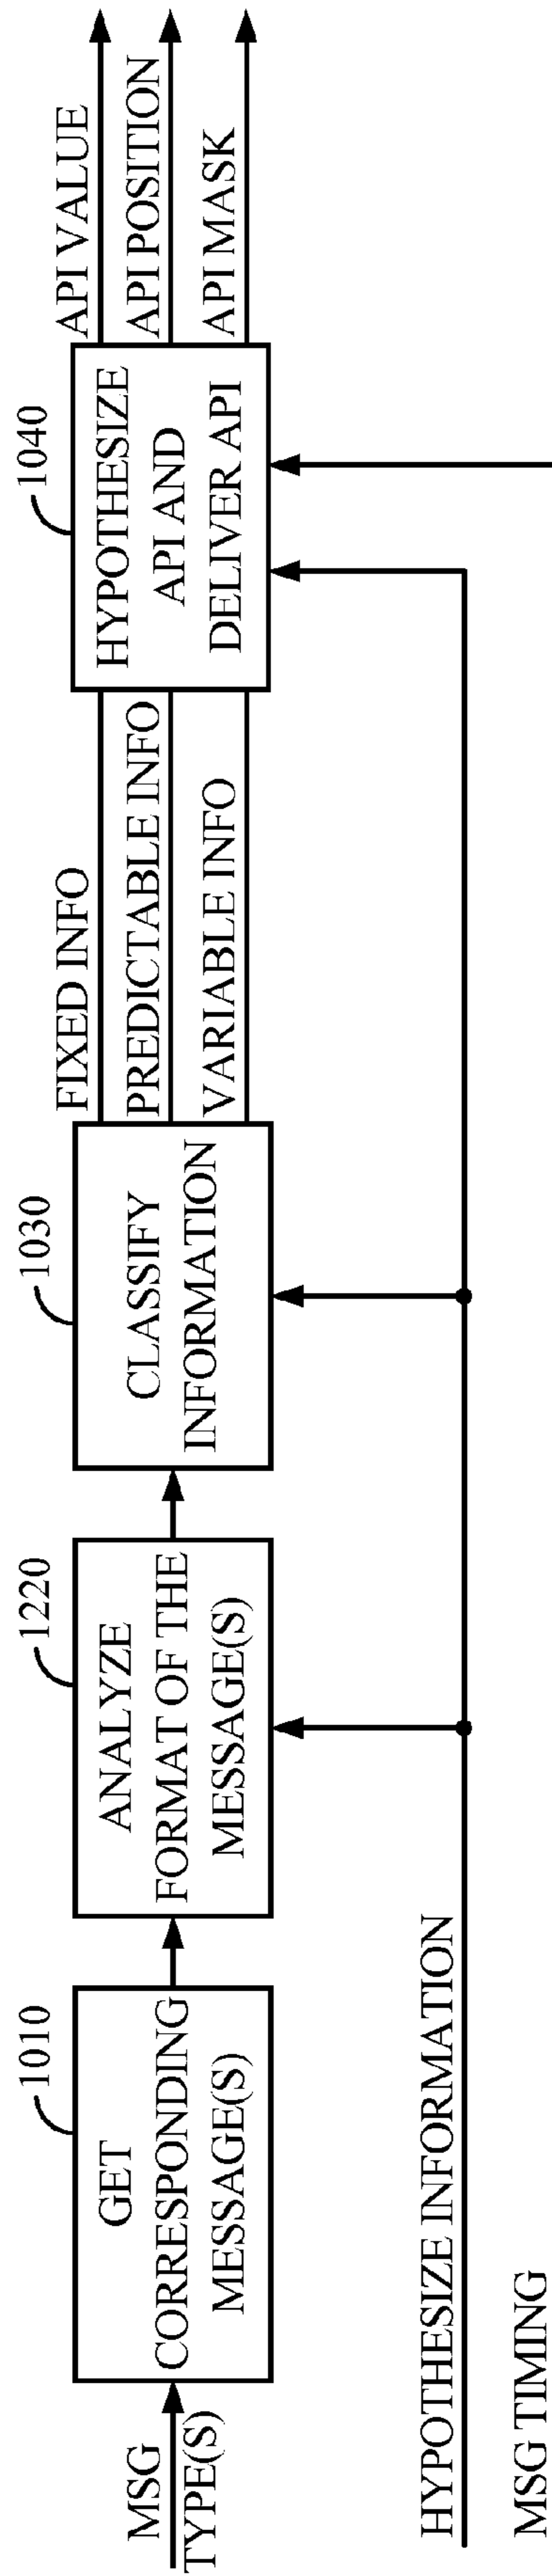 MSG
TYPE(S)
1010
GET
CORRESPONDING
MESSAGE(S)
1220
ANALYZE
FORMAT OF THE
MESSAGE(S)
1030
CLASSIFY
INFORMATION
FIXED INFO
PREDICTABLE INFO
VARIABLE INFO
1040
HYPOTHESIZE
API AND
DELIVER API
API VALUE
API POSITION
API MASK
HYPOTHESIZE INFORMATION
MSG TIMING